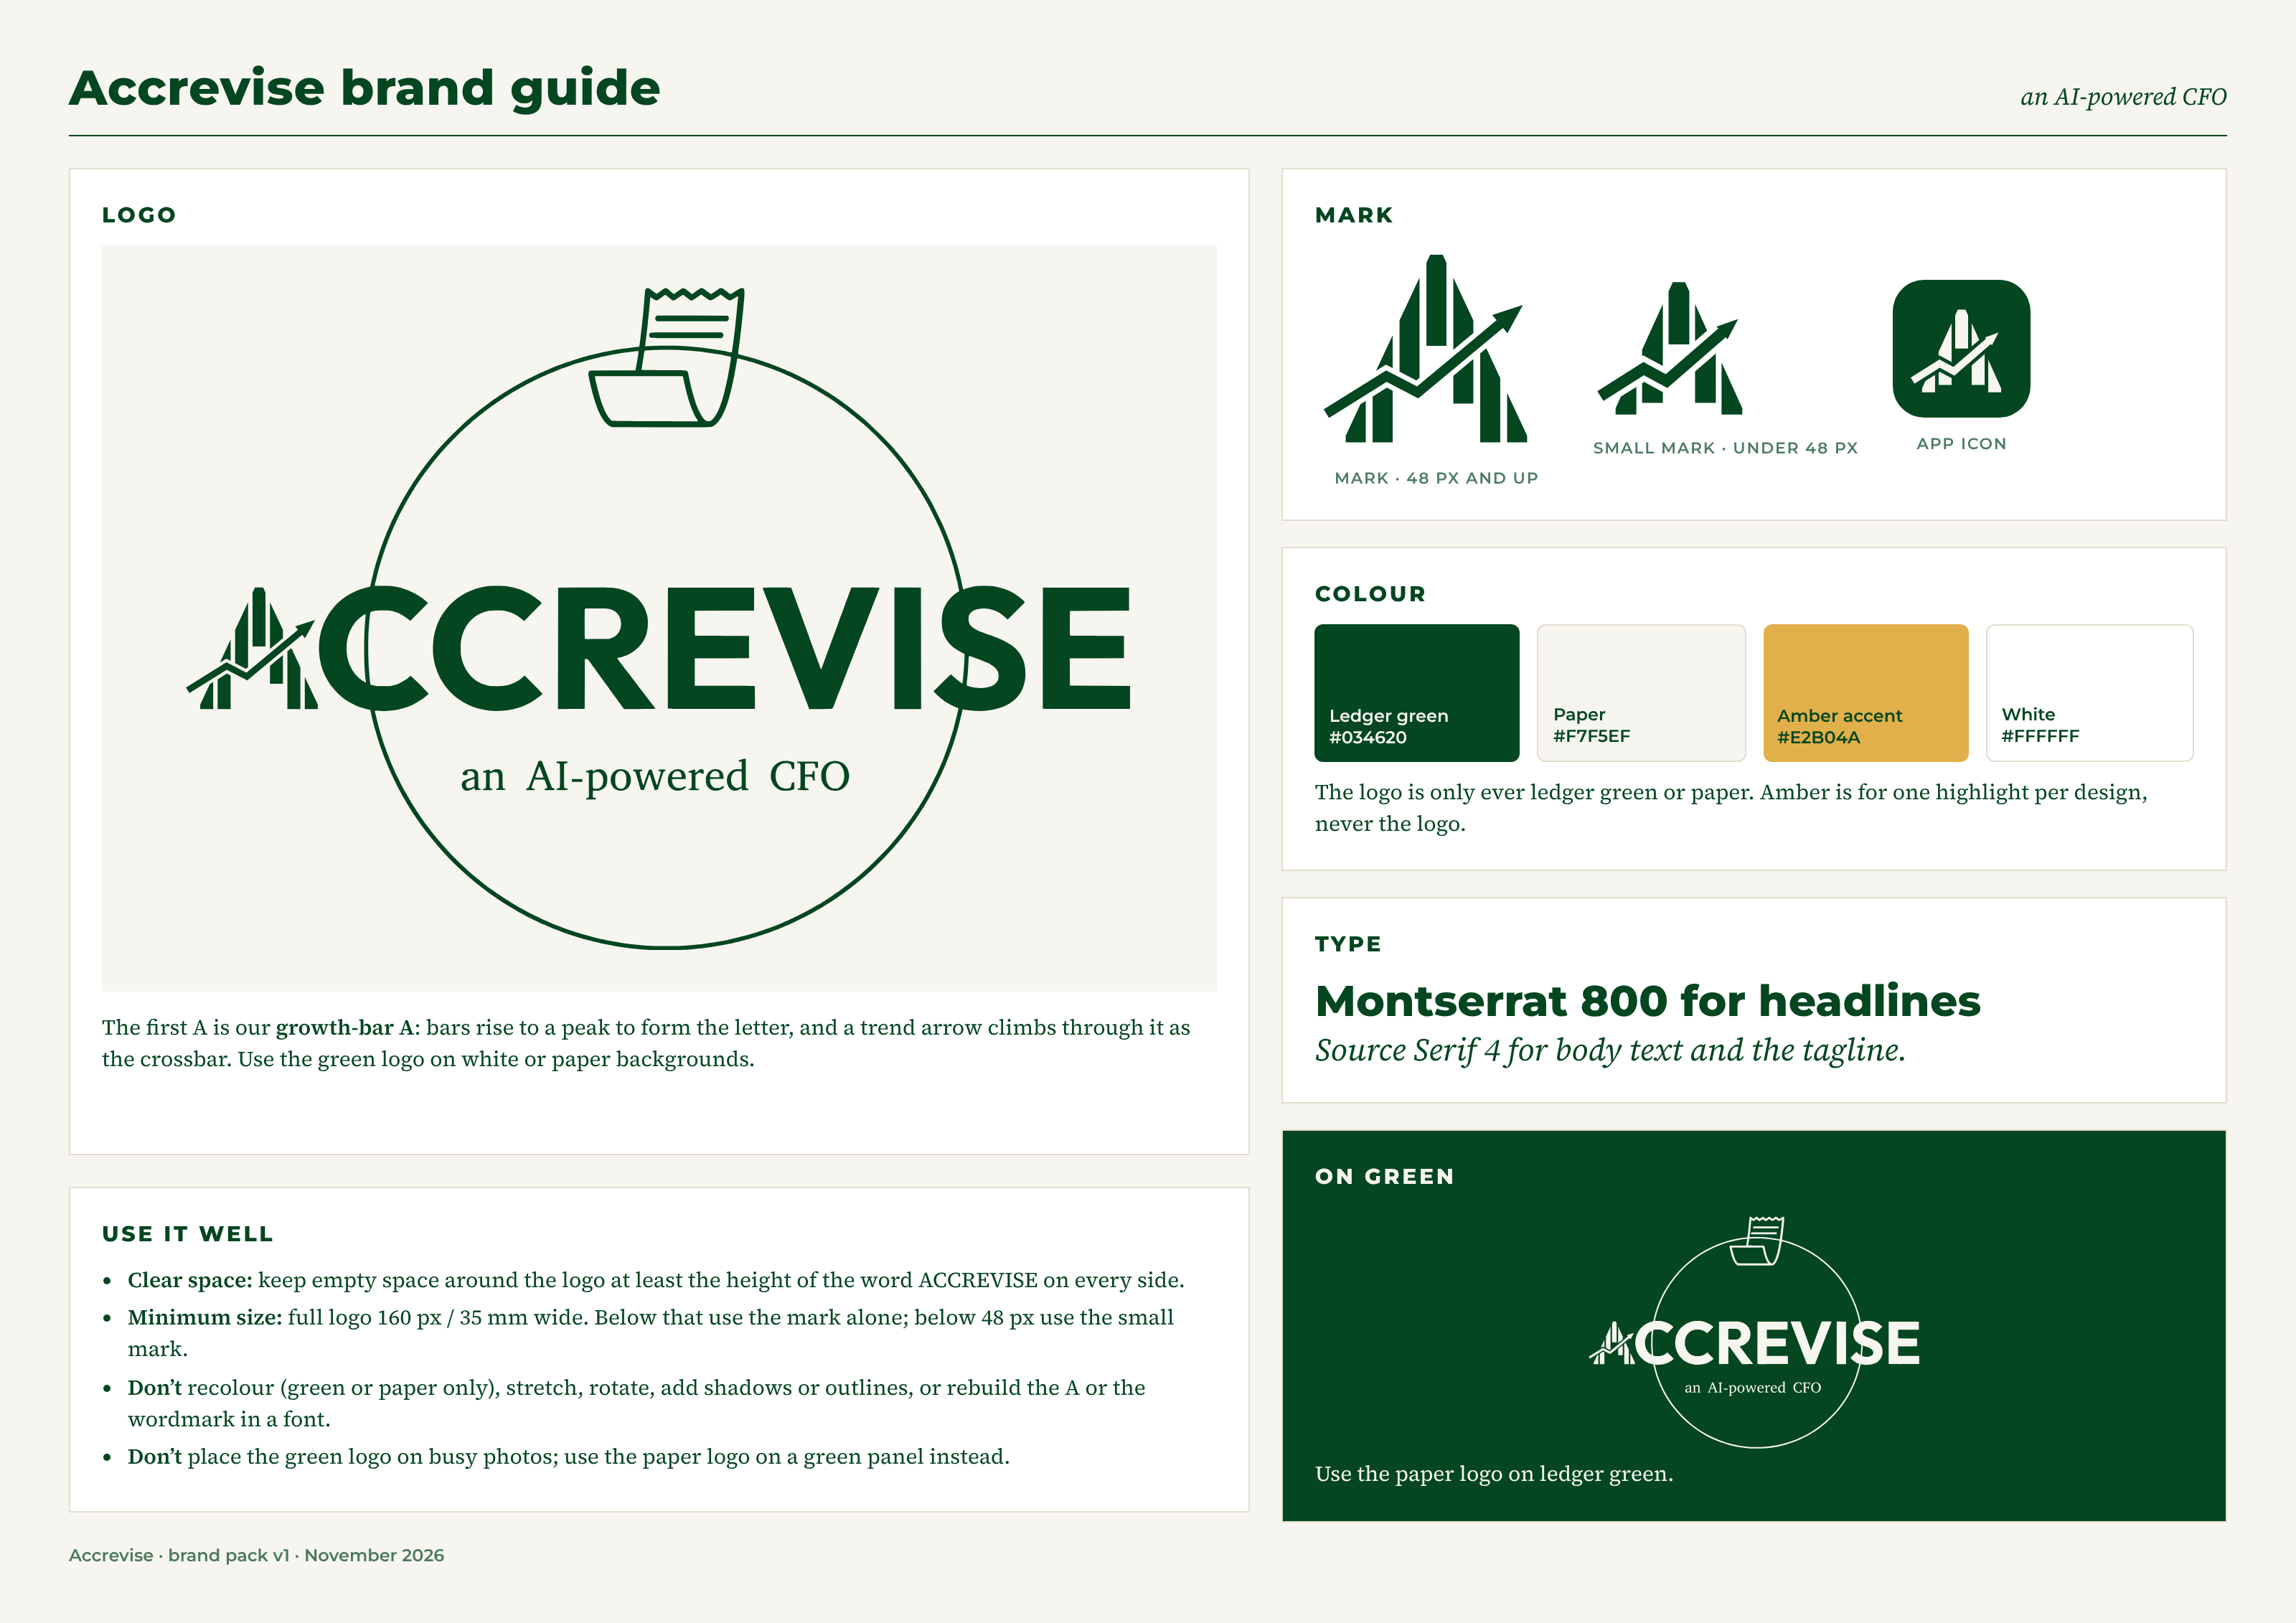 Accrevise brand guide
an AI-powered CFO
LOGO
ACCREVISE
an AI-powered CFO
The first A is our growth-bar A: bars rise to a peak to form the letter, and a trend arrow climbs through it as
the crossbar. Use the green logo on white or paper backgrounds.
USE IT WELL
• Clear space: keep empty space around the logo at least the height of the word ACCREVISE on every side.
• Minimum size: full logo 160 px / 35 mm wide. Below that use the mark alone; below 48 px use the small
mark.
• Don’t recolour (green or paper only), stretch, rotate, add shadows or outlines, or rebuild the A or the
wordmark in a font.
• Don’t place the green logo on busy photos; use the paper logo on a green panel instead.
MARK
MARK · 48 PX AND UP
SMALL MARK · UNDER 48 PX
APP ICON
COLOUR
Ledger green
#034620
Paper
#F7F5EF
Amber accent
#E2B04A
White
#FFFFFF
The logo is only ever ledger green or paper. Amber is for one highlight per design,
never the logo.
TYPE
Montserrat 800 for headlines
Source Serif 4 for body text and the tagline.
ON GREEN
ACCREVISE
an AI-powered CFO
Use the paper logo on ledger green.
Accrevise · brand pack v1 · November 2026